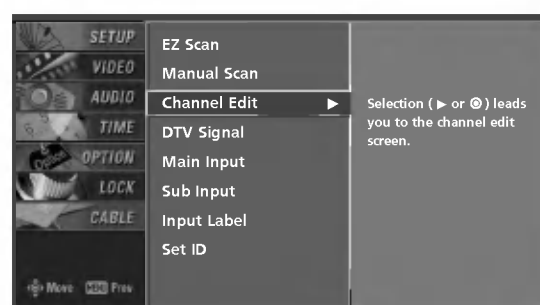 SETUP
VIDEO
AUDIO
TIME
OPTION
LOCK
CABLE
Move Prev
EZ Scan
Manual Scan
Channel Edit ▶
DTV Signal
Main Input
Sub Input
Input Label
Set ID
Selection ( ▶ or ◉ ) leads
you to the channel edit
screen.